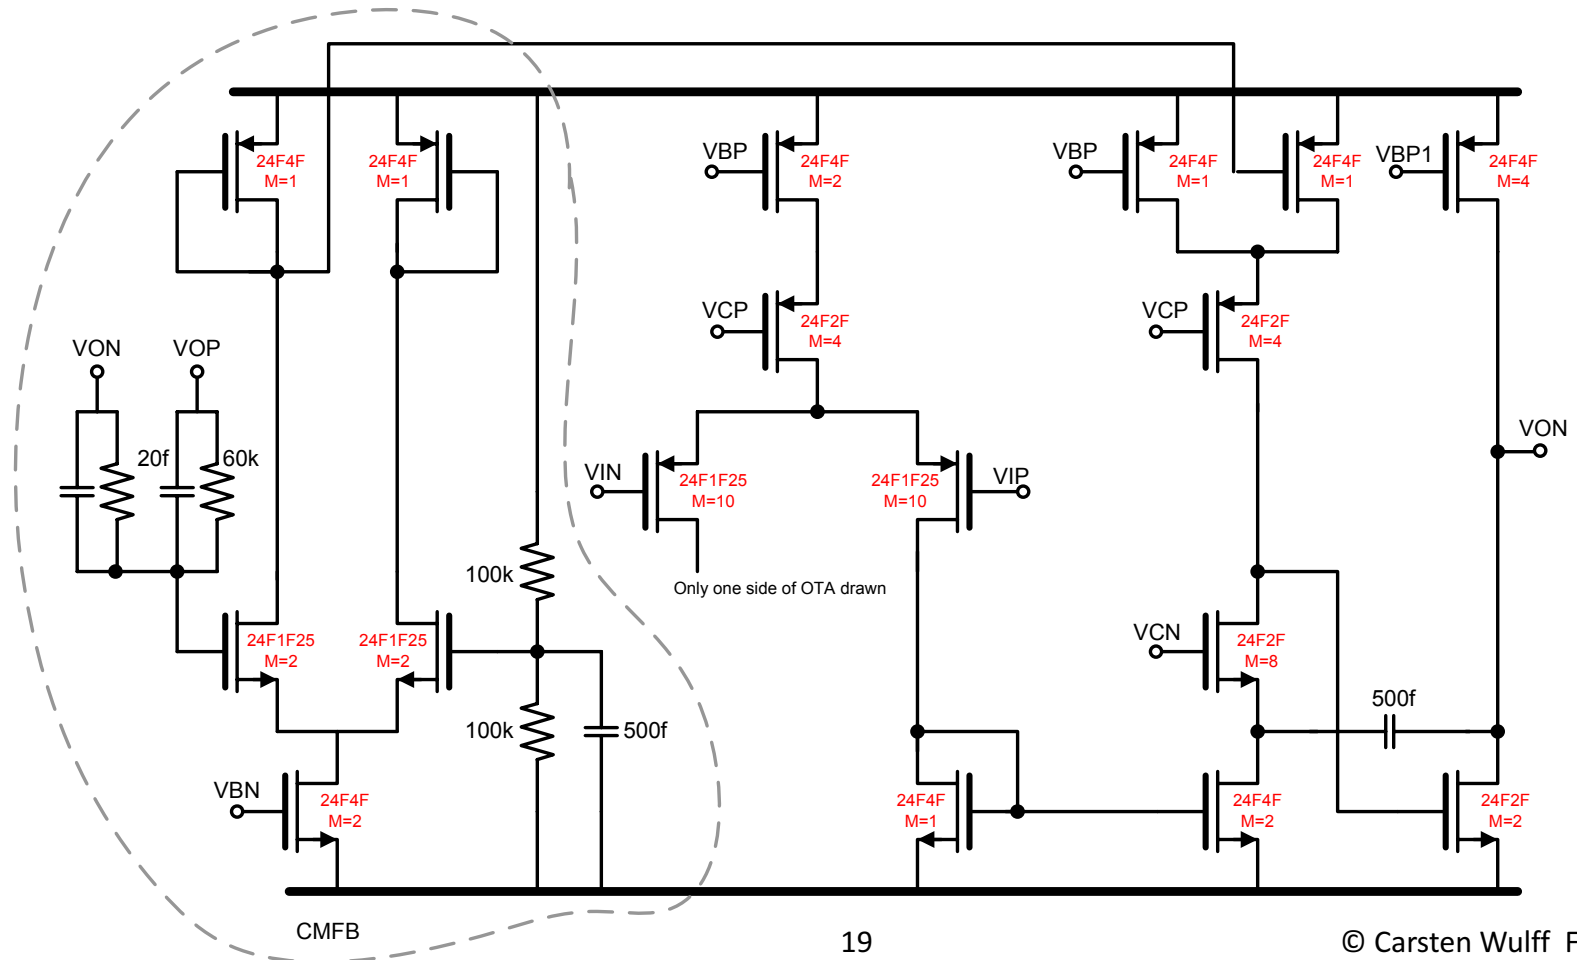 24F4F
M=1
24F4F
M=1
VBP
24F4F
M=2
VBP
24F4F
M=1
24F4F
M=1
VBP1
24F4F
M=4
VCP
24F2F
M=4
VCP
24F2F
M=4
VON
VOP
20f
60k
VIN
24F1F25
M=10
24F1F25
M=10
VIP
VON
100k
Only one side of OTA drawn
24F1F25
M=2
24F1F25
M=2
VCN
24F2F
M=8
100k
500f
500f
VBN
24F4F
M=2
24F4F
M=1
24F4F
M=2
24F2F
M=2
CMFB
19
© Carsten Wulff F